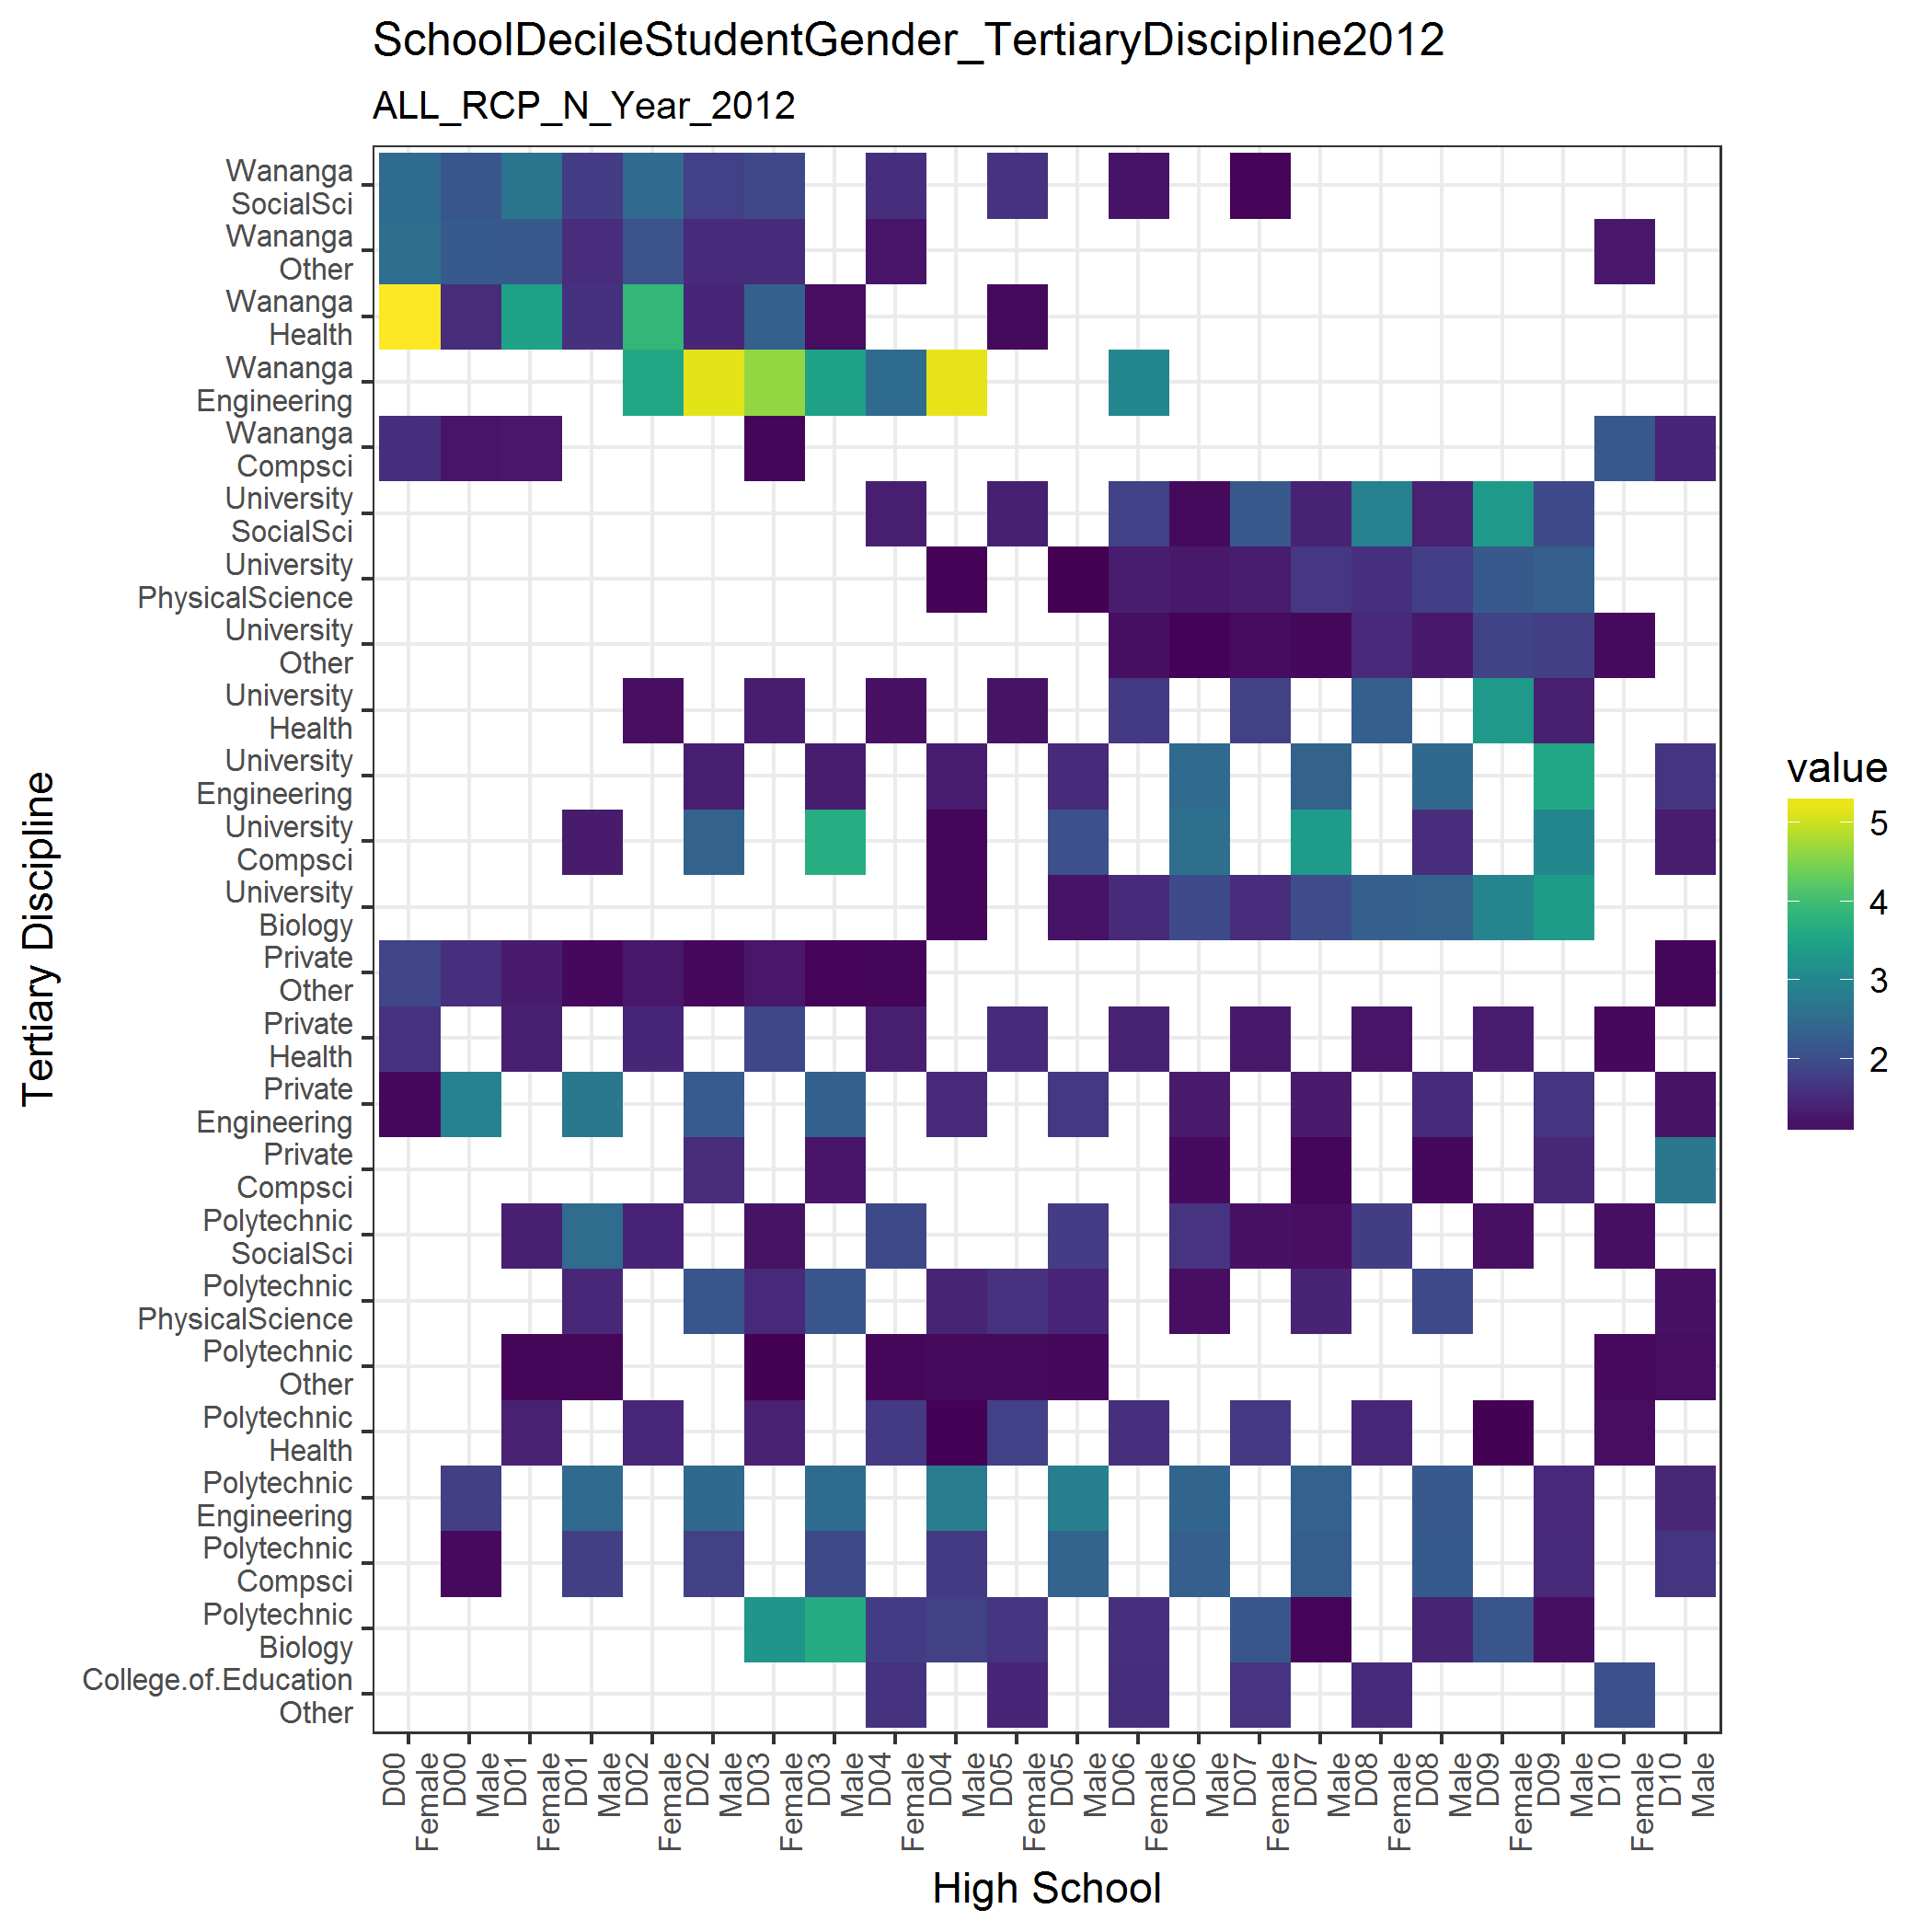 SchoolDecileStudentGender_TertiaryDiscipline2012
ALL_RCP_N_Year_2012
Tertiary Discipline
Wananga
SocialSci
Wananga
Other
Wananga
Health
Wananga
Engineering
Wananga
Compsci
University
SocialSci
University
PhysicalScience
University
Other
University
Health
University
Engineering
University
Compsci
University
Biology
Private
Other
Private
Health
Private
Engineering
Private
Compsci
Polytechnic
SocialSci
Polytechnic
PhysicalScience
Polytechnic
Other
Polytechnic
Health
Polytechnic
Engineering
Polytechnic
Compsci
Polytechnic
Biology
College.of.Education
Other
D00
Female
D00
Male
D01
Female
D01
Male
D02
Female
D02
Male
D03
Female
D03
Male
D04
Female
D04
Male
D05
Female
D05
Male
D06
Female
D06
Male
D07
Female
D07
Male
D08
Female
D08
Male
D09
Female
D09
Male
D10
Female
D10
Male
High School
value
5
4
3
2